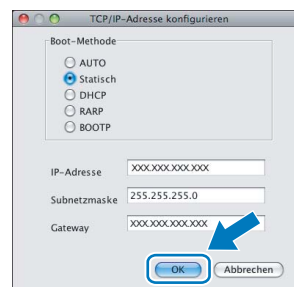 TCP/IP-Adresse konfigurieren
Boot-Methode
AUTO
Statisch
DHCP
RARP
BOOTP
IP-Adresse XXX.XXX.XXX.XXX
Subnetzmaske 255.255.255.0
Gateway XXX.XXX.XXX.XXX
OK Abbrechen